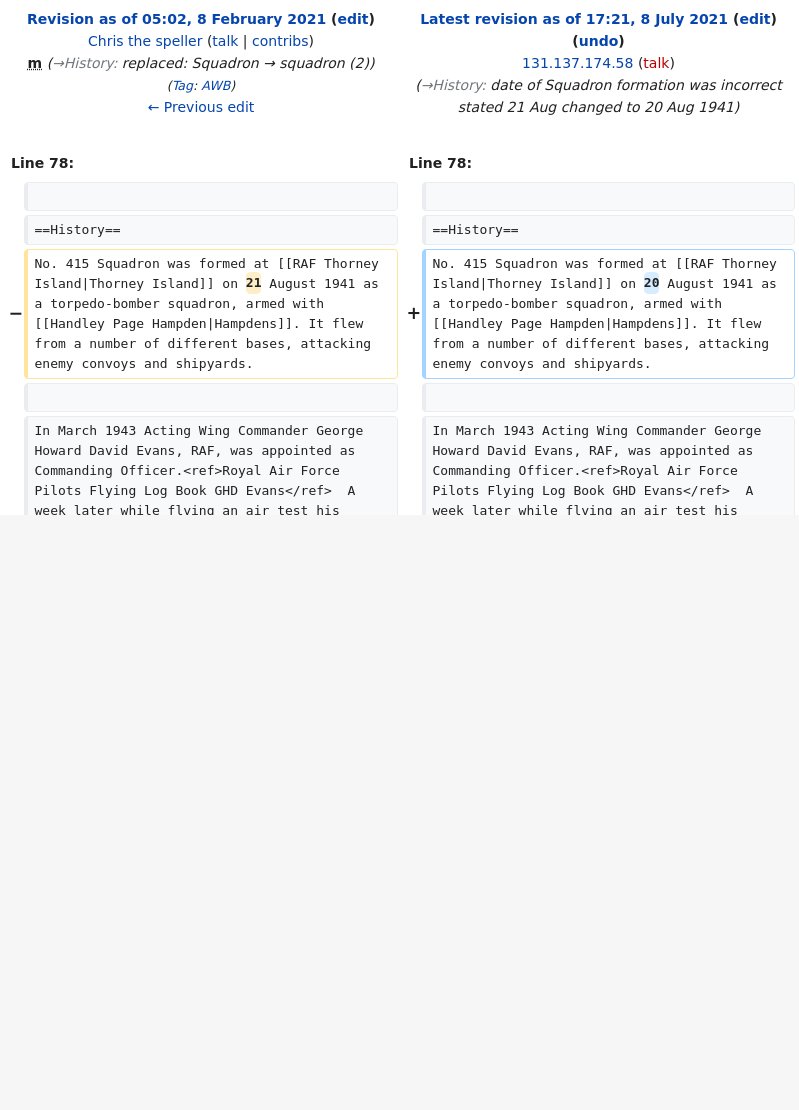 Revision as of 05:02, 8 February 2021 (edit)
Chris the speller (talk | contribs)
m (→History: replaced: Squadron → squadron (2))
(Tag: AWB)
← Previous edit
Latest revision as of 17:21, 8 July 2021 (edit)
(undo)
131.137.174.58 (talk)
(→History: date of Squadron formation was incorrect
stated 21 Aug changed to 20 Aug 1941)
Line 78:
Line 78:
==History==
==History==
−
No. 415 Squadron was formed at [[RAF Thorney
Island|Thorney Island]] on 21 August 1941 as
a torpedo-bomber squadron, armed with
[[Handley Page Hampden|Hampdens]]. It flew
from a number of different bases, attacking
enemy convoys and shipyards.
+
No. 415 Squadron was formed at [[RAF Thorney
Island|Thorney Island]] on 20 August 1941 as
a torpedo-bomber squadron, armed with
[[Handley Page Hampden|Hampdens]]. It flew
from a number of different bases, attacking
enemy convoys and shipyards.
In March 1943 Acting Wing Commander George
Howard David Evans, RAF, was appointed as
Commanding Officer.<ref>Royal Air Force
Pilots Flying Log Book GHD Evans</ref>  A
week later while flying an air test his
In March 1943 Acting Wing Commander George
Howard David Evans, RAF, was appointed as
Commanding Officer.<ref>Royal Air Force
Pilots Flying Log Book GHD Evans</ref>  A
week later while flying an air test his